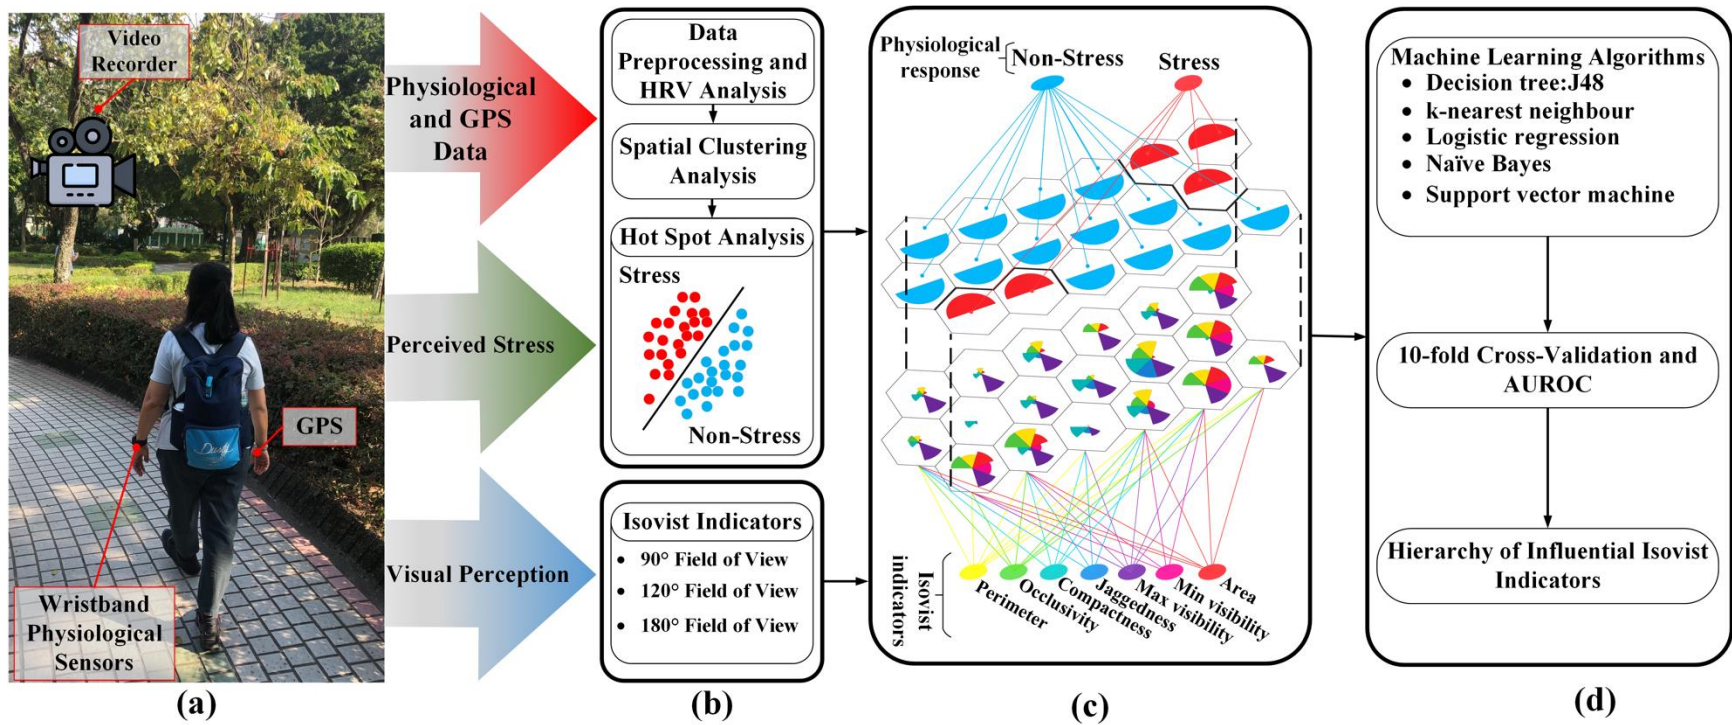 Video
Recorder
GPS
Wristband
Physiological
Sensors
(a)
Physiological
and GPS
Data
Perceived Stress
Visual Perception
Data
Preprocessing and
HRV Analysis
Spatial Clustering
Analysis
Hot Spot Analysis
Stress
Non-Stress
Isovist Indicators
• 90° Field of View
• 120° Field of View
• 180° Field of View
(b)
Physiological
response
Non-Stress
Stress
Isovist
indicators
Perimeter
Occlusivity
Compactness
Jaggedness
Max visibility
Min visibility
Area
(c)
Machine Learning Algorithms
• Decision tree:J48
• k-nearest neighbour
• Logistic regression
• Naïve Bayes
• Support vector machine
10-fold Cross-Validation and
AUROC
Hierarchy of Influential Isovist
Indicators
(d)